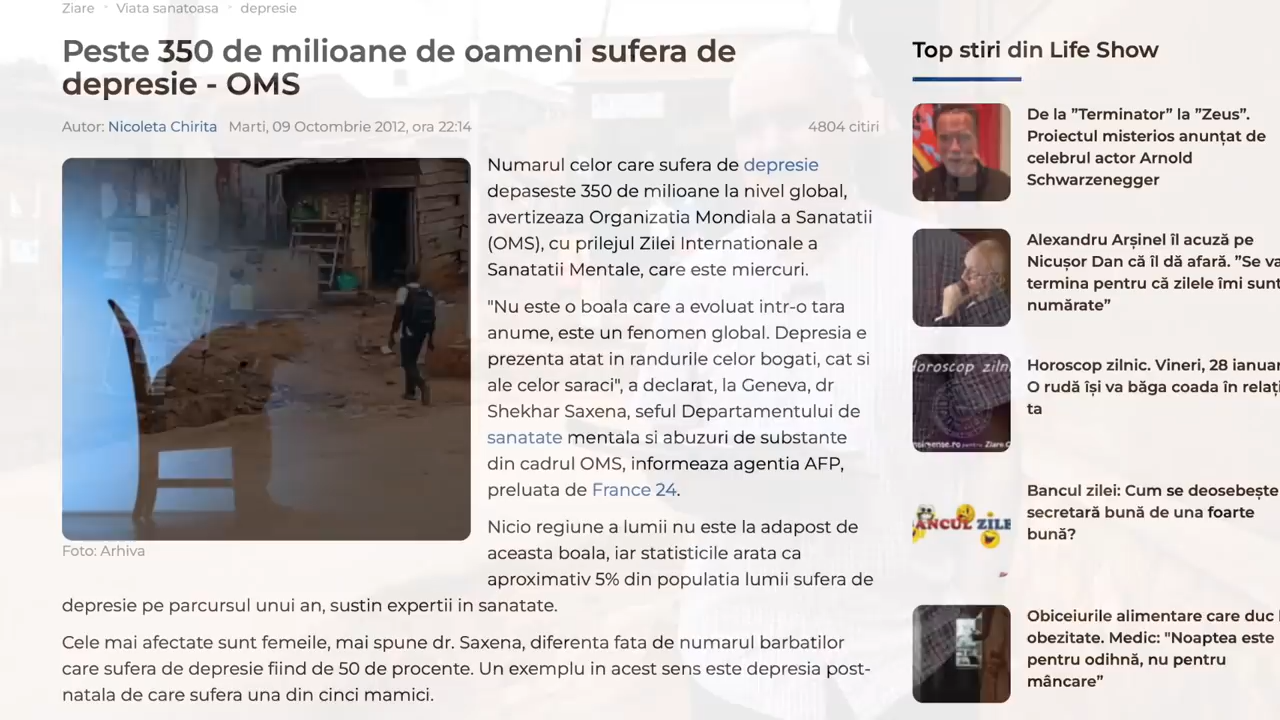 Ziare
Viata sanatoasa
depresie
Peste 350 de milioane de oameni sufera de
depresie - OMS
Autor: Nicoleta Chirita Marti, 09 Octombrie 2012, ora 22:14
4804 citiri
Numarul celor care sufera de depresie
depaseste 350 de milioane la nivel global,
avertizeaza Organizatia Mondiala a Sanatatii
(OMS), cu prilejul Zilei Internationale a
Sanatatii Mentale, care este miercuri.
"Nu este o boala care a evoluat intr-o tara
anume, este un fenomen global. Depresia e
prezenta atat in randurile celor bogati, cat si
ale celor saraci", a declarat, la Geneva, dr
Shekhar Saxena, seful Departamentului de
sanatate mentala si abuzuri de substante
din cadrul OMS, informeaza agentia AFP,
preluata de France 24.
Nicio regiune a lumii nu este la adapost de
aceasta boala, iar statisticile arata ca
aproximativ 5% din populatia lumii sufera de
depresie pe parcursul unui an, sustin expertii in sanatate.
Cele mai afectate sunt femeile, mai spune dr. Saxena, diferenta fata de numarul barbatilor
care sufera de depresie fiind de 50 de procente. Un exemplu in acest sens este depresia post-
natala de care sufera una din cinci mamici.
Foto: Arhiva
Top stiri din Life Show
De la ”Terminator” la ”Zeus”.
Proiectul misterios anunțat de
celebrul actor Arnold
Schwarzenegger
Alexandru Arșinel îl acuză pe
Nicușor Dan că îl dă afară. ”Se va
termina pentru că zilele îmi sunt
numărate”
Horoscop zilnic. Vineri, 28 ianuar
O rudă își va băga coada în relați
ta
Bancul zilei: Cum se deosebește
secretară bună de una foarte
bună?
Obiceiurile alimentare care duc l
obezitate. Medic: "Noaptea este
pentru odihnă, nu pentru
mâncare”